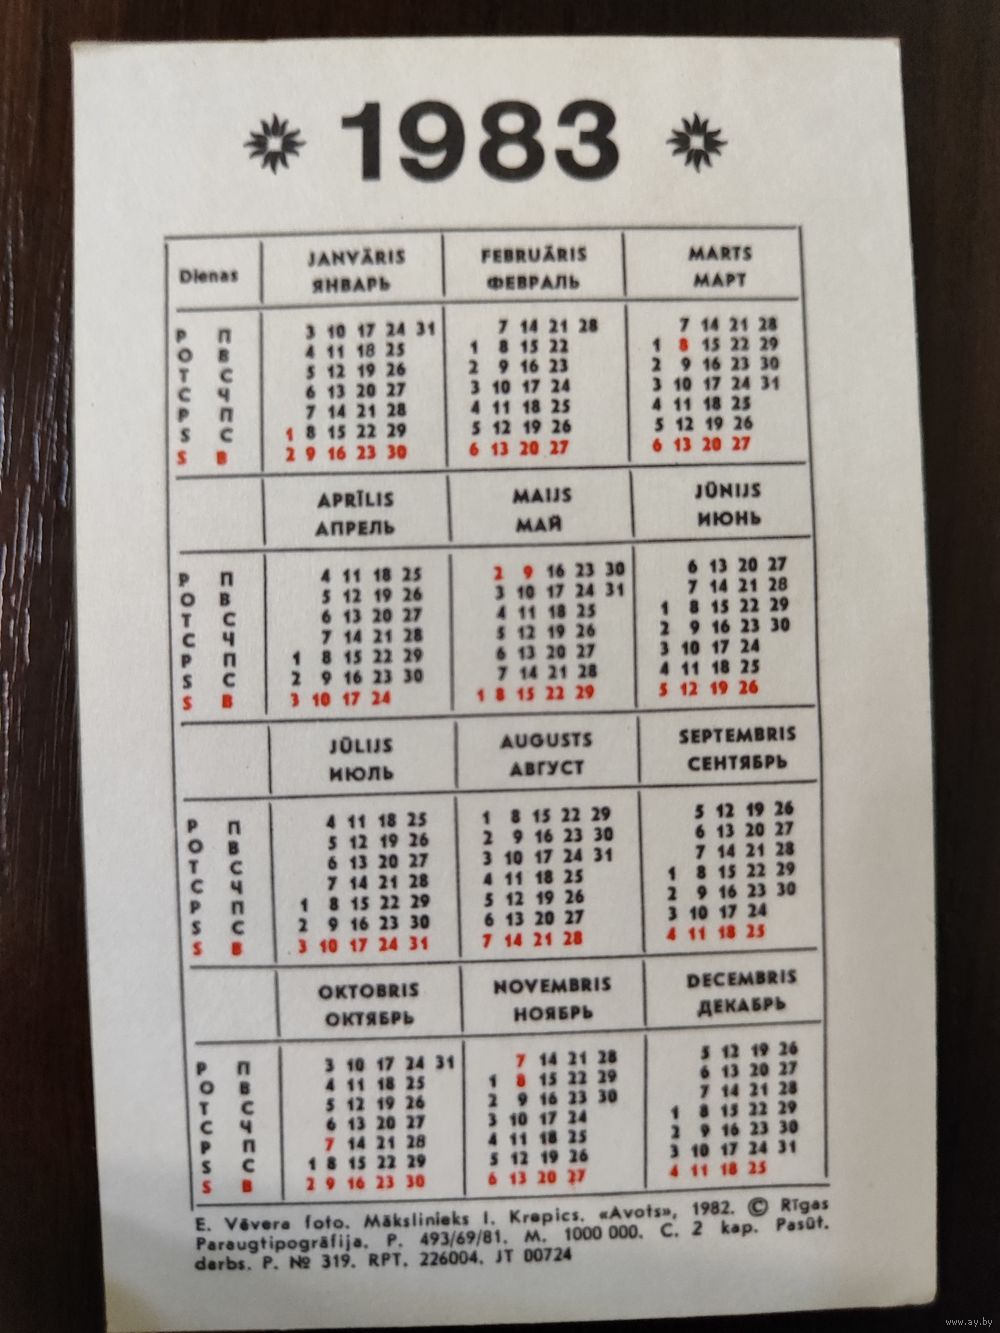 1983
Dienas JANVĀRIS FEBRUĀRIS MARTS
ЯНВАРЬ ФЕВРАЛЬ МАРТ
P П 3 10 17 24 31 7 14 21 28 7 14 21 28
O В 4 11 18 25 1 8 15 22 1 8 15 22 29
T С 5 12 19 26 2 9 16 23 2 9 16 23 30
C Ч 6 13 20 27 3 10 17 24 3 10 17 24 31
P П 7 14 21 28 4 11 18 25 4 11 18 25
S С 1 8 15 22 29 5 12 19 26 5 12 19 26
S В 2 9 16 23 30 6 13 20 27 6 13 20 27
APRĪLIS MAIJS JŪNIJS
АПРЕЛЬ МАЙ ИЮНЬ
P П 4 11 18 25 2 9 16 23 30 6 13 20 27
O В 5 12 19 26 3 10 17 24 31 7 14 21 28
T С 6 13 20 27 4 11 18 25 1 8 15 22 29
C Ч 7 14 21 28 5 12 19 26 2 9 16 23 30
P П 1 8 15 22 29 6 13 20 27 3 10 17 24
S С 2 9 16 23 30 7 14 21 28 4 11 18 25
S В 3 10 17 24 1 8 15 22 29 5 12 19 26
JŪLIJS AUGUSTS SEPTEMBRIS
ИЮЛЬ АВГУСТ СЕНТЯБРЬ
P П 4 11 18 25 1 8 15 22 29 5 12 19 26
O В 5 12 19 26 2 9 16 23 30 6 13 20 27
T С 6 13 20 27 3 10 17 24 31 7 14 21 28
C Ч 7 14 21 28 4 11 18 25 1 8 15 22 29
P П 1 8 15 22 29 5 12 19 26 2 9 16 23 30
S С 2 9 16 23 30 6 13 20 27 3 10 17 24
S В 3 10 17 24 31 7 14 21 28 4 11 18 25
OKTOBRIS NOVEMBRIS DECEMBRIS
ОКТЯБРЬ НОЯБРЬ ДЕКАБРЬ
P П 3 10 17 24 31 7 14 21 28 5 12 19 26
O В 4 11 18 25 1 8 15 22 29 6 13 20 27
T С 5 12 19 26 2 9 16 23 30 7 14 21 28
C Ч 6 13 20 27 3 10 17 24 1 8 15 22 29
P П 7 14 21 28 4 11 18 25 2 9 16 23 30
S С 1 8 15 22 29 5 12 19 26 3 10 17 24 31
S В 2 9 16 23 30 6 13 20 27 4 11 18 25
E. Vēvera foto. Mākslinieks I. Krepics. «Avots», 1982. © Rīgas
Paraugtipogrāfija. P. 493/69/81. M. 1000 000. C. 2 kap. Pasūt.
darbs. P. № 319. RPT. 226004. JT 00724
www.ay.by